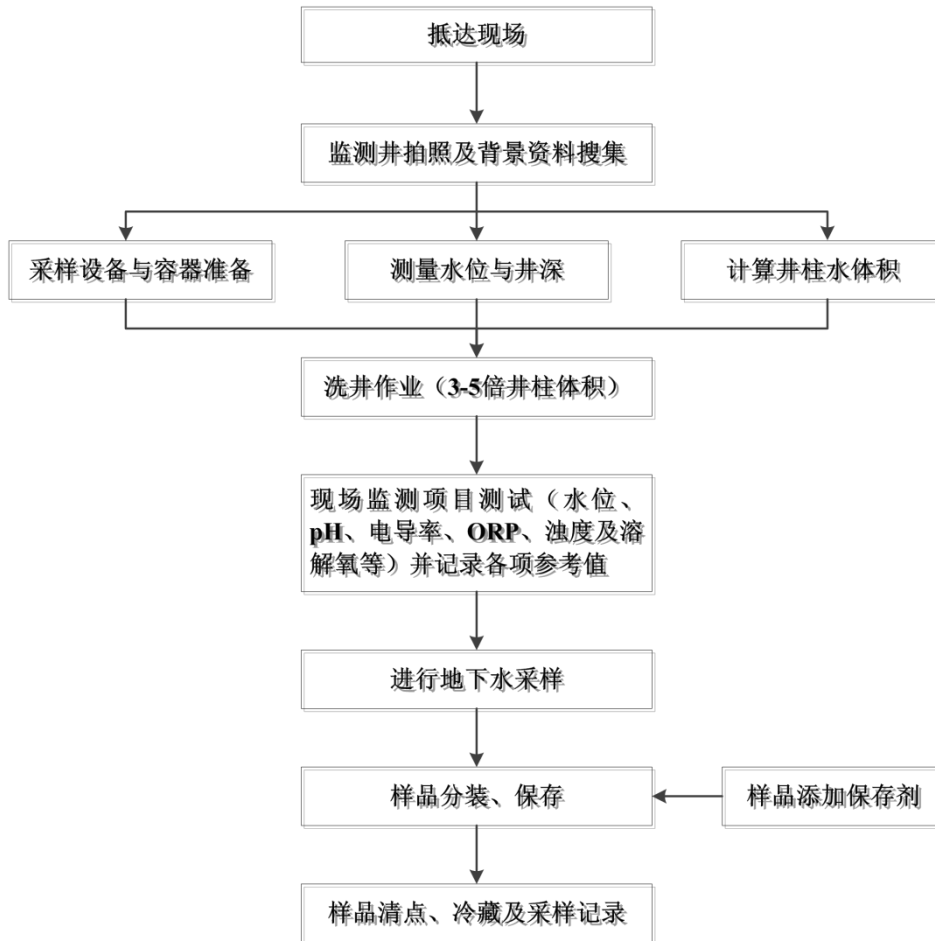 抵达现场
监测井拍照及背景资料搜集
采样设备与容器准备
测量水位与井深
计算井柱水体积
洗井作业（3-5倍井柱体积）
现场监测项目测试（水位、
pH、电导率、ORP、浊度及溶
解氧等）并记录各项参考值
进行地下水采样
样品分装、保存
样品添加保存剂
样品清点、冷藏及采样记录